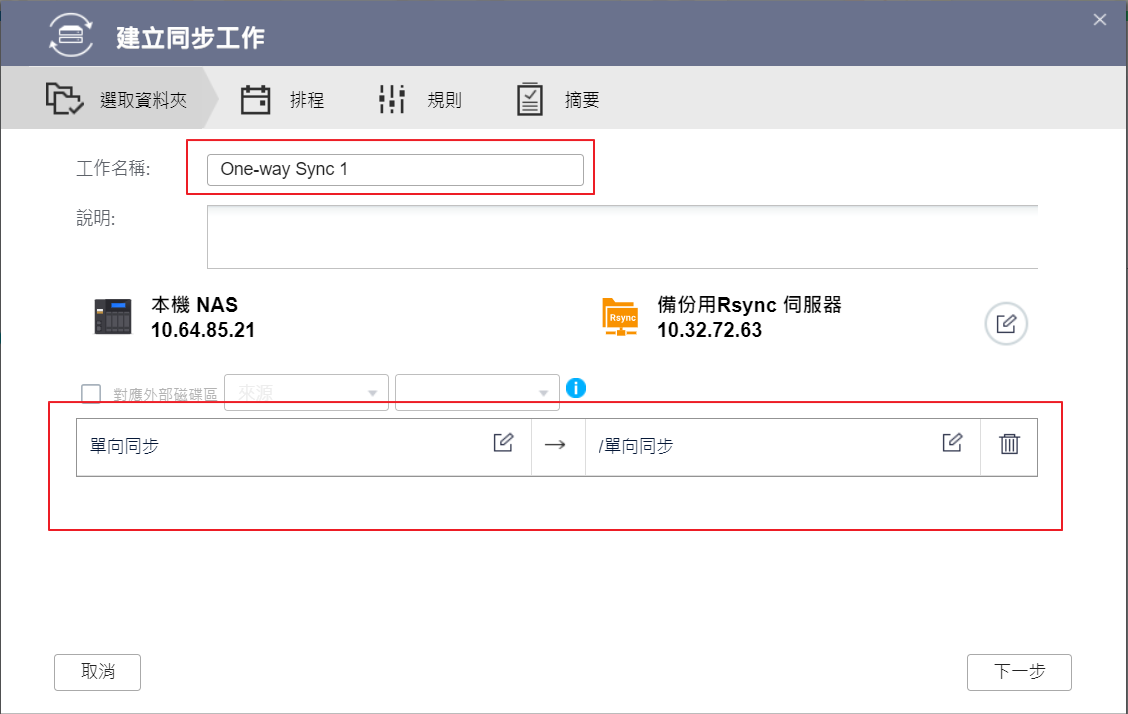 建立同步工作
選取資料夾
排程
規則
摘要
工作名稱:
One-way Sync 1
說明:
本機 NAS
10.64.85.21
Rsync
備份用Rsync 伺服器
10.32.72.63
對應外部磁碟區
來源
單向同步
/單向同步
取消
下一步